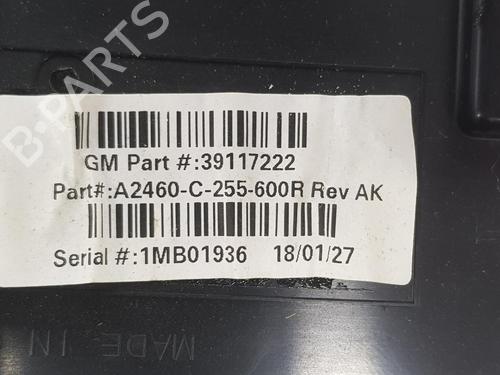 B-PARTS
GM Part #:39117222
Part#:A2460-C-255-600R Rev AK
Serial #:1MB01936 18/01/27
MADE IN